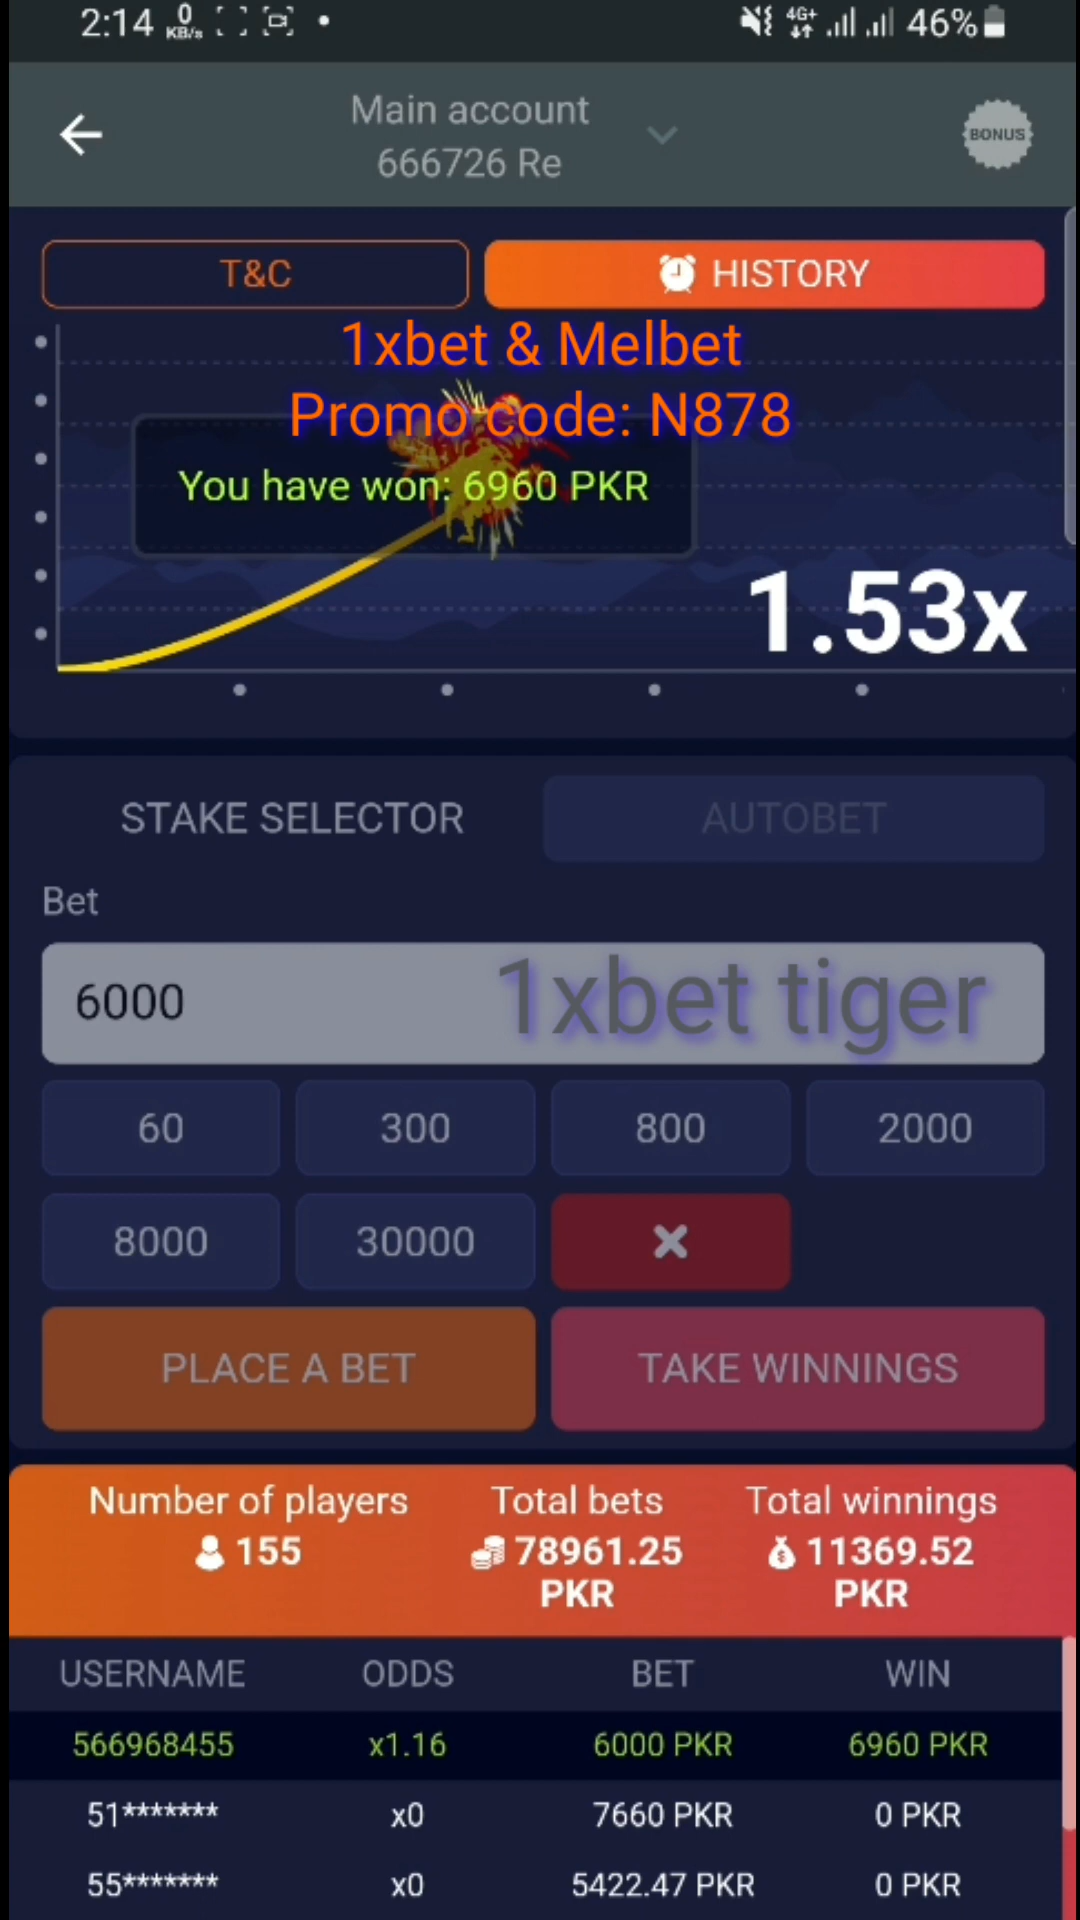 2:14 0 KB/s 4G+ 46%
Main account
666726 Re
BONUS
T&C
HISTORY
1xbet & Melbet
Promo code: N878
You have won: 6960 PKR
1.53x
STAKE SELECTOR
AUTOBET
Bet
6000
1xbet tiger
60 300 800 2000
8000 30000
PLACE A BET
TAKE WINNINGS
Number of players Total bets Total winnings
155 78961.25 11369.52
PKR PKR
USERNAME ODDS BET WIN
566968455 x1.16 6000 PKR 6960 PKR
51******* x0 7660 PKR 0 PKR
55******* x0 5422.47 PKR 0 PKR